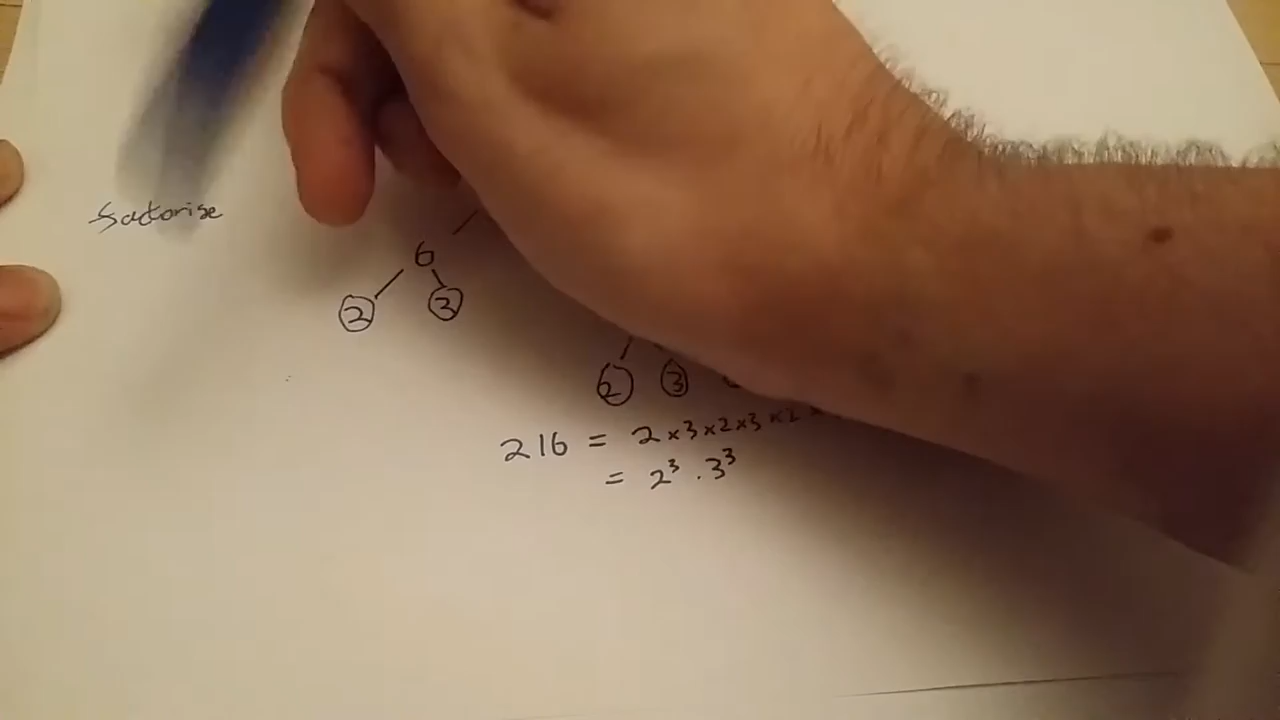 factorise
6
2 3
2 3
216 = 2 × 3 × 2 × 3 × 2
= 2³ . 3³